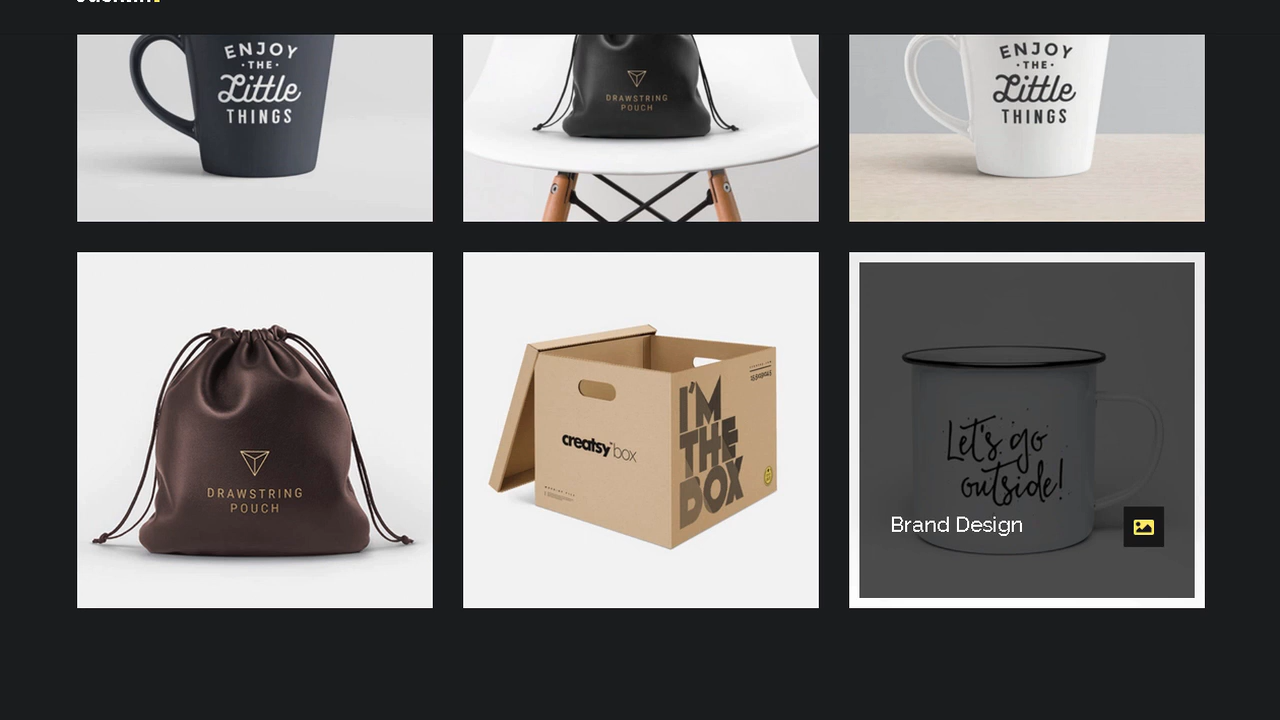 ENJOY
· THE ·
Little
THINGS
DRAWSTRING
POUCH
ENJOY
· THE ·
Little
THINGS
DRAWSTRING
POUCH
creatsy box
I'M
THE
BOX
Let's go
outside!
Brand Design